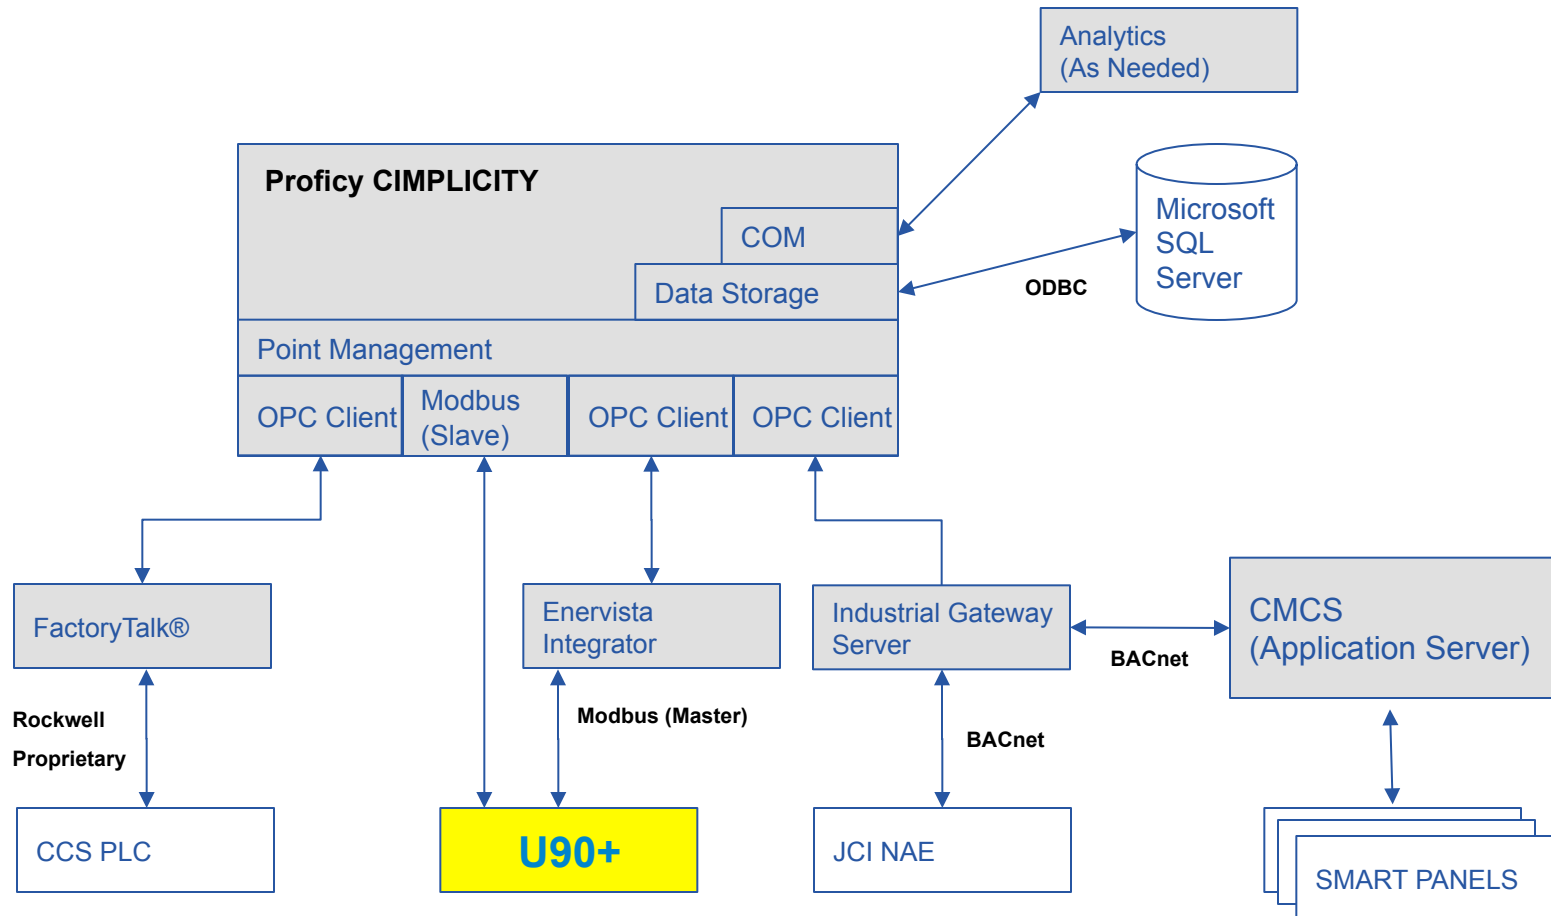 Analytics
(As Needed)
Proficy CIMPLICITY
COM
Data Storage
Microsoft
SQL
Server
ODBC
Point Management
OPC Client
Modbus
(Slave)
OPC Client
OPC Client
FactoryTalk®
Enervista
Integrator
Industrial Gateway
Server
CMCS
(Application Server)
BACnet
Rockwell
Proprietary
Modbus (Master)
BACnet
CCS PLC
U90+
JCI NAE
SMART PANELS